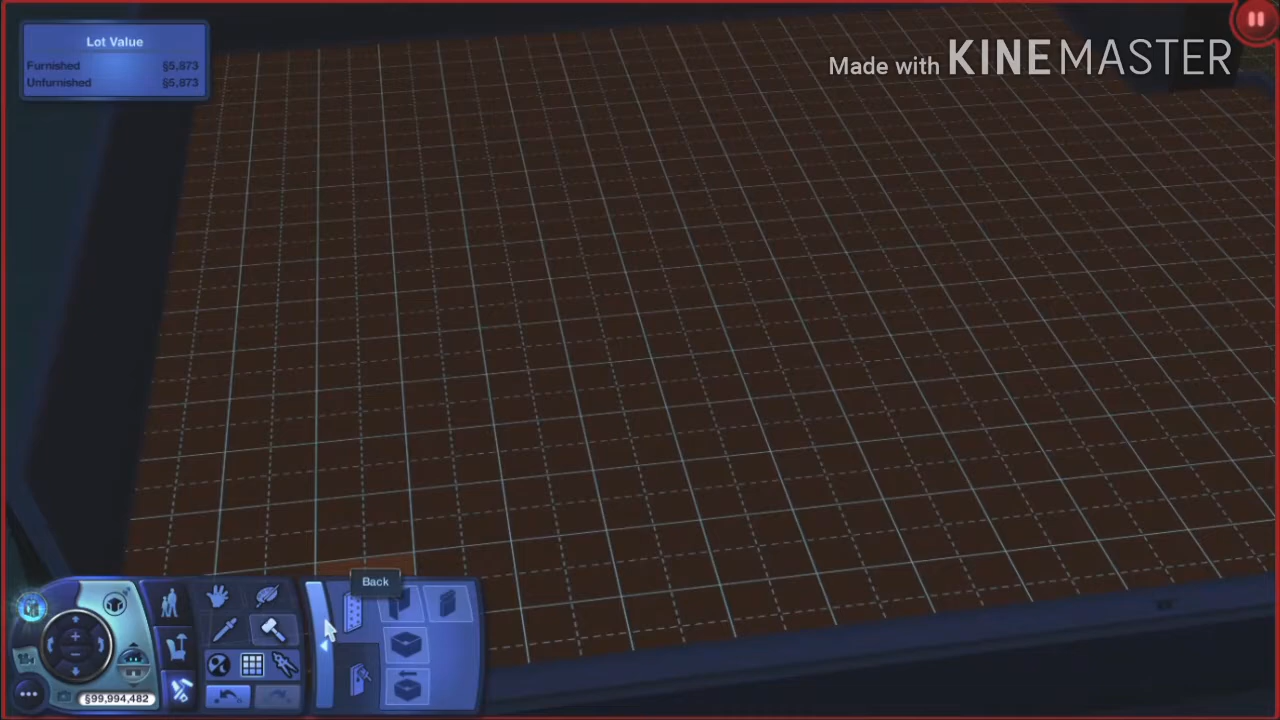 Lot Value
Furnished §5,873
Unfurnished §5,873
Made with KINEMASTER
Back
§99,994,482